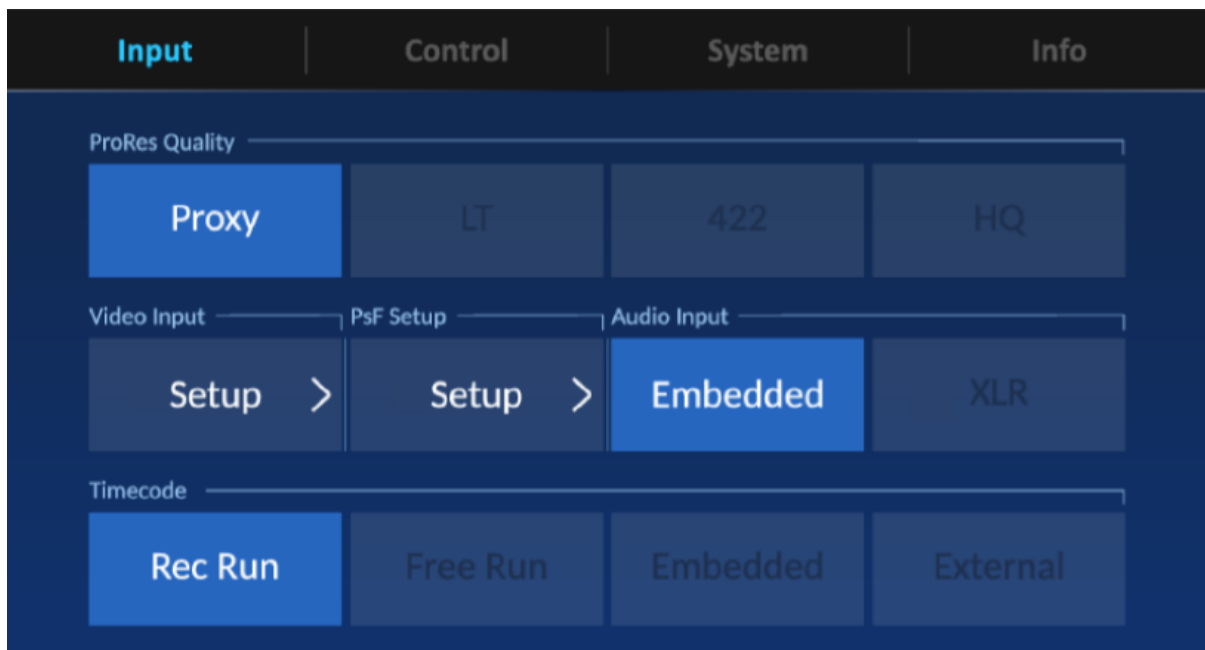 Input Control System Info
ProRes Quality
Proxy LT 422 HQ
Video Input PsF Setup Audio Input
Setup > Setup > Embedded XLR
Timecode
Rec Run Free Run Embedded External